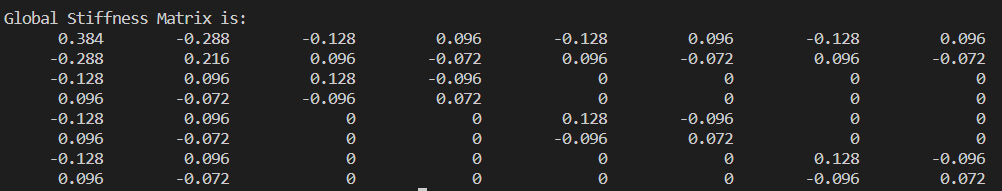 Global Stiffness Matrix is:
0.384 -0.288 -0.128 0.096 -0.128 0.096 -0.128 0.096
-0.288 0.216 0.096 -0.072 0.096 -0.072 0.096 -0.072
-0.128 0.096 0.128 -0.096 0 0 0 0
0.096 -0.072 -0.096 0.072 0 0 0 0
-0.128 0.096 0 0 0.128 -0.096 0 0
0.096 -0.072 0 0 -0.096 0.072 0 0
-0.128 0.096 0 0 0 0 0.128 -0.096
0.096 -0.072 0 0 0 0 -0.096 0.072